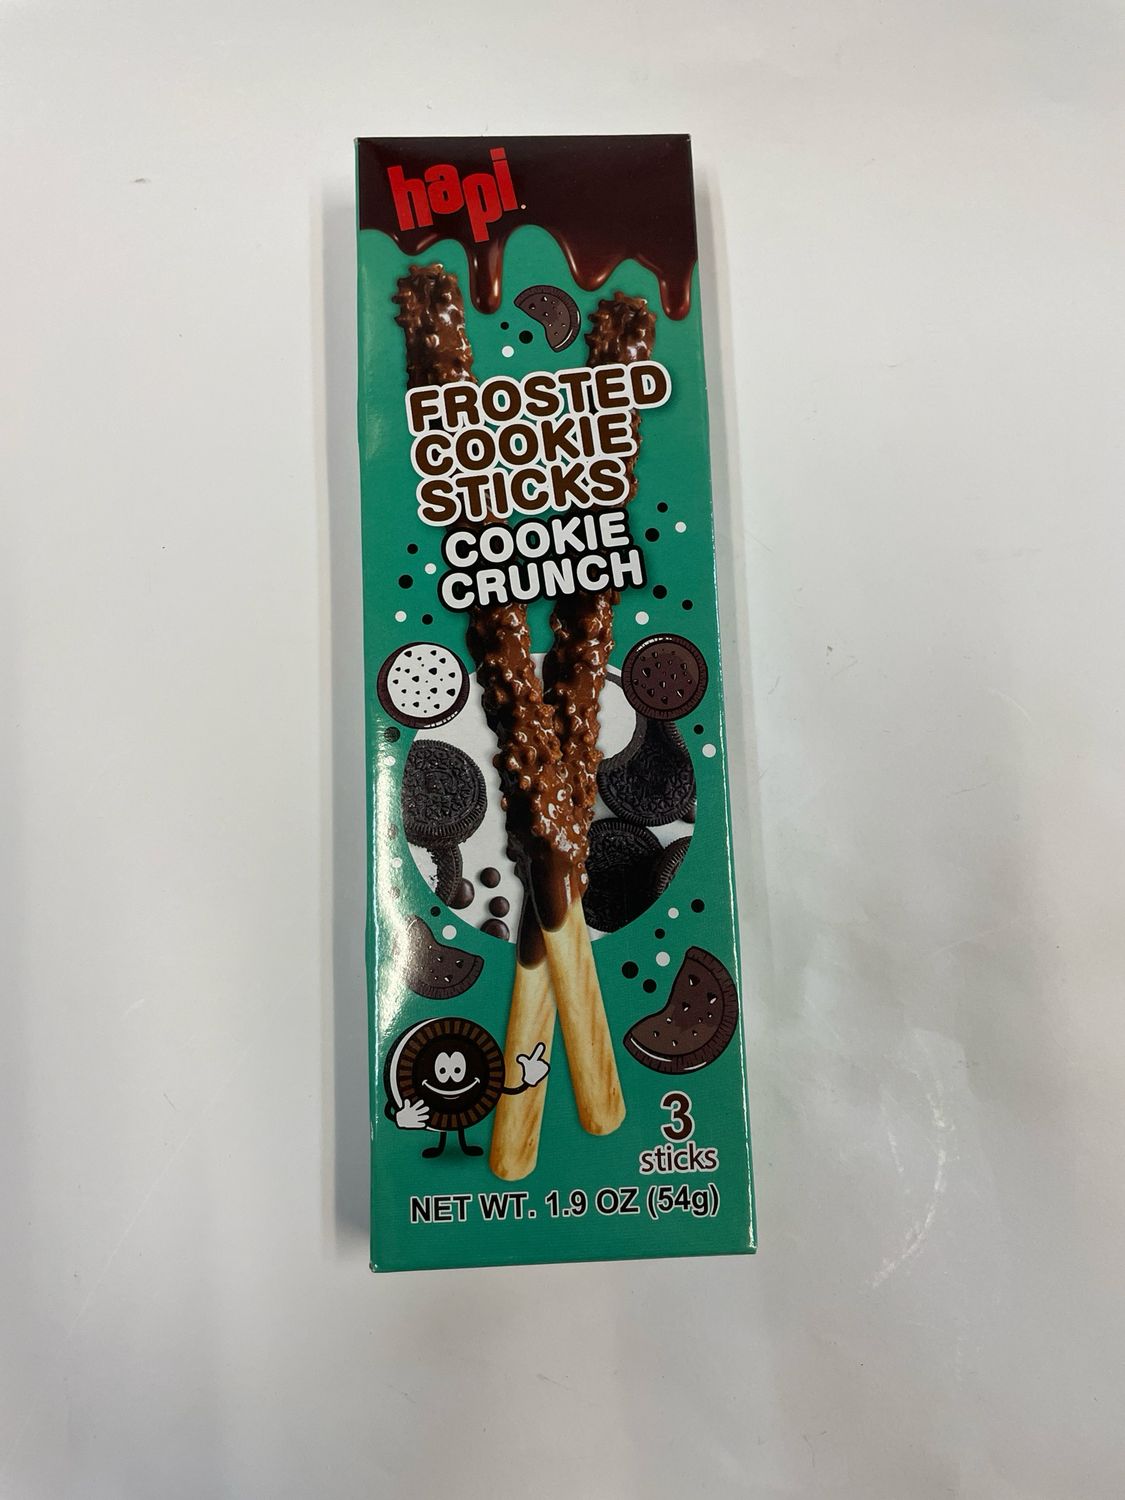 hapi.
FROSTED
COOKIE
STICKS
COOKIE
CRUNCH
3
sticks
NET WT. 1.9 OZ (54g)